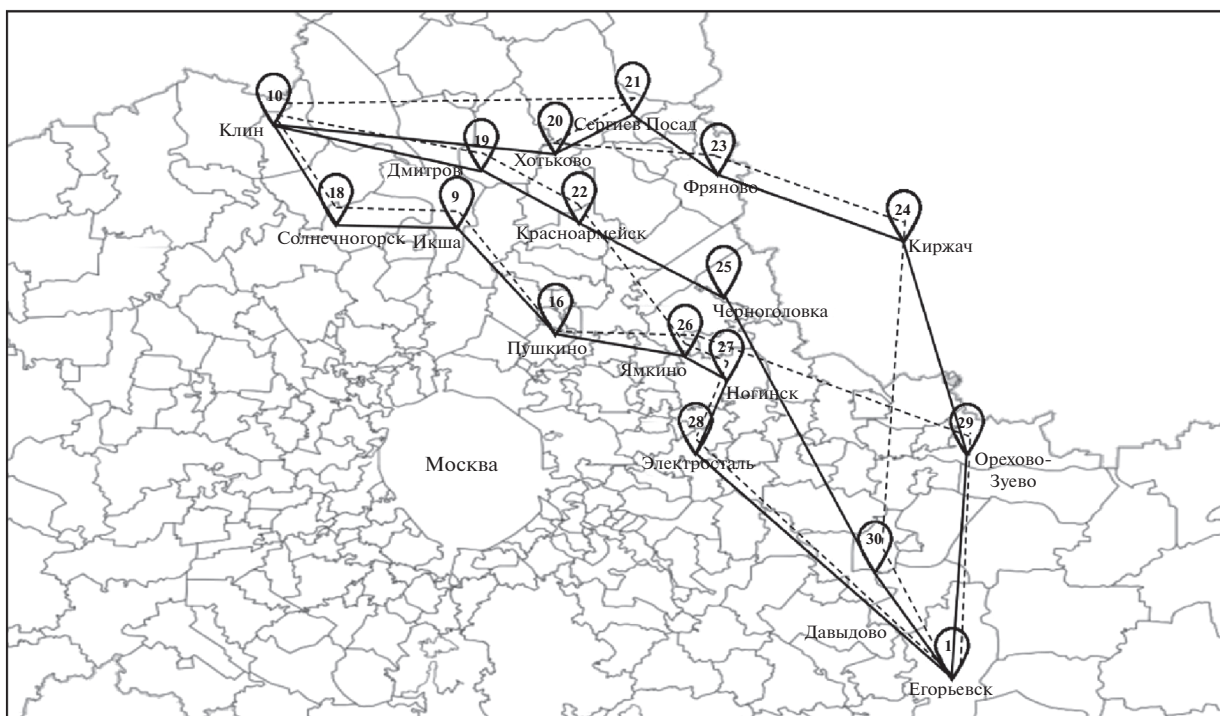 21
10
20
Сергиев Посад
Клин
19
Хотьково
23
Дмитров
Фряново
18
9
22
24
Солнечногорск
Икша
Красноармейск
Киржач
25
Черноголовка
16
26
27
Пушкино
Ямкино
Ногинск
28
29
Москва
Электросталь
Орехово-
Зуево
30
Давыдово
1
Егорьевск